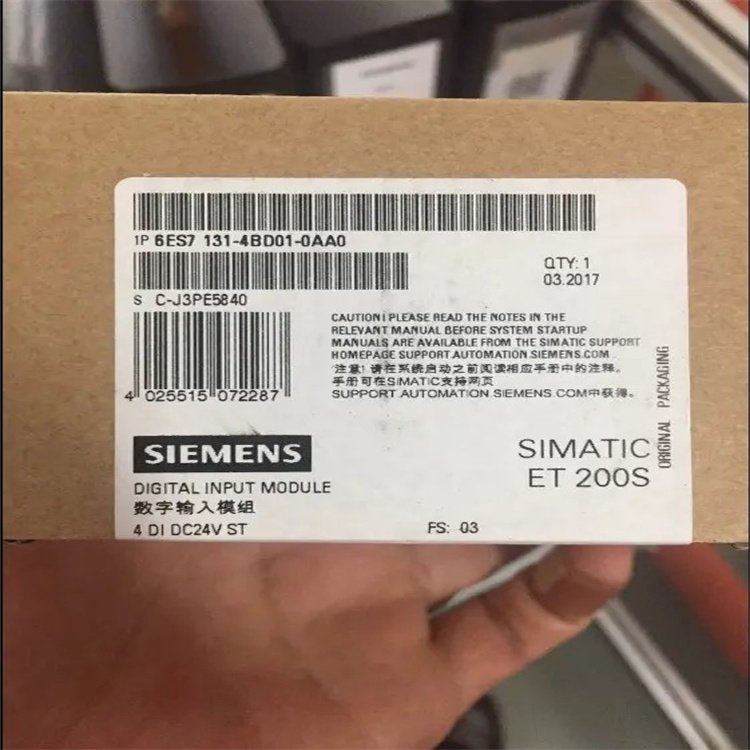 1P 6ES7 131-4BD01-0AA0
QTY: 1
03.2017
S C-J3PE5840
CAUTION! PLEASE READ THE NOTES IN THE
RELEVANT MANUAL BEFORE SYSTEM STARTUP
MANUALS ARE AVAILABLE FROM THE SIMATIC SUPPORT
HOMEPAGE SUPPORT.AUTOMATION.SIEMENS.COM
注意! 请在系统启动之前阅读相应手册中的注释。
手册可在SIMATIC支持网页
SUPPORT.AUTOMATION.SIEMENS.COM中获得。
4 025515 072287
ORIGINAL PACKAGING
SIEMENS
SIMATIC
ET 200S
DIGITAL INPUT MODULE
数字输入模组
4 DI DC24V ST
FS: 03